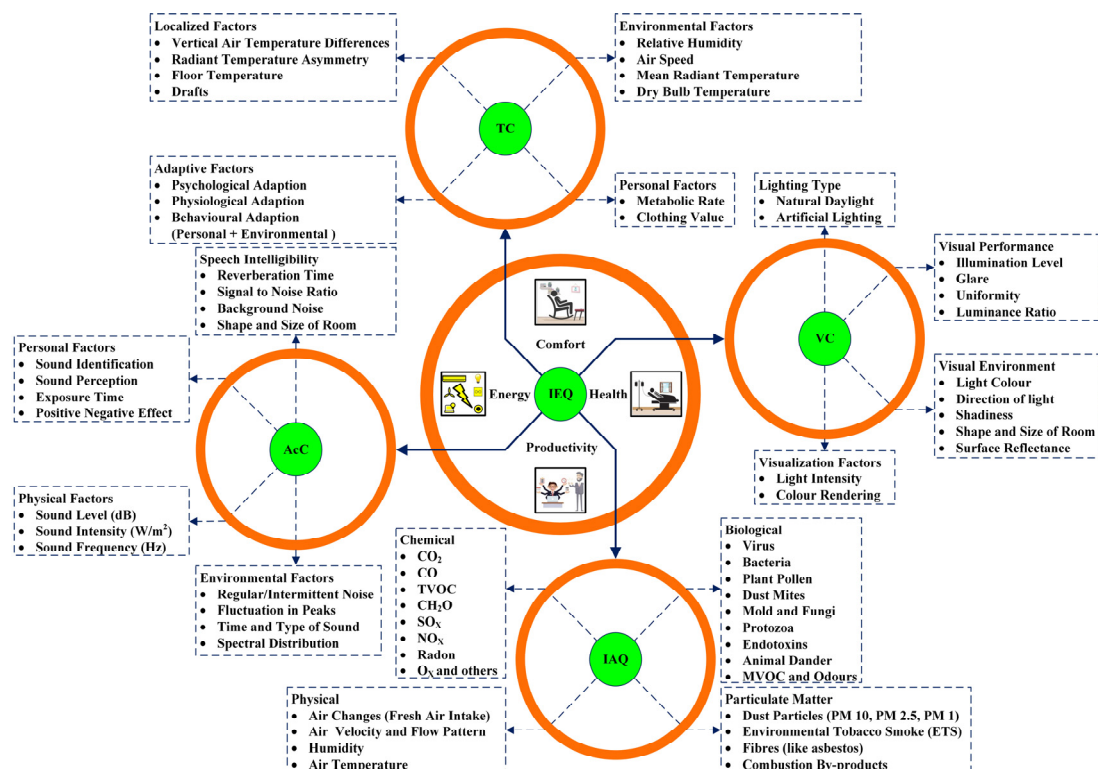 Localized Factors
• Vertical Air Temperature Differences
• Radiant Temperature Asymmetry
• Floor Temperature
• Drafts
Environmental Factors
• Relative Humidity
• Air Speed
• Mean Radiant Temperature
• Dry Bulb Temperature
TC
Adaptive Factors
• Psychological Adaption
• Physiological Adaption
• Behavioural Adaption
(Personal + Environmental )
Personal Factors
• Metabolic Rate
• Clothing Value
Lighting Type
• Natural Daylight
• Artificial Lighting
Visual Performance
• Illumination Level
• Glare
• Uniformity
• Luminance Ratio
VC
Visual Environment
• Light Colour
• Direction of light
• Shadiness
• Shape and Size of Room
• Surface Reflectance
Visualization Factors
• Light Intensity
• Colour Rendering
Speech Intelligibility
• Reverberation Time
• Signal to Noise Ratio
• Background Noise
• Shape and Size of Room
Personal Factors
• Sound Identification
• Sound Perception
• Exposure Time
• Positive Negative Effect
AcC
Physical Factors
• Sound Level (dB)
• Sound Intensity (W/m²)
• Sound Frequency (Hz)
Environmental Factors
• Regular/Intermittent Noise
• Fluctuation in Peaks
• Time and Type of Sound
• Spectral Distribution
Comfort
Energy
IEQ
Health
Productivity
Chemical
• CO₂
• CO
• TVOC
• CH₂O
• SOX
• NOX
• Radon
• OX and others
Biological
• Virus
• Bacteria
• Plant Pollen
• Dust Mites
• Mold and Fungi
• Protozoa
• Endotoxins
• Animal Dander
• MVOC and Odours
IAQ
Physical
• Air Changes (Fresh Air Intake)
• Air Velocity and Flow Pattern
• Humidity
• Air Temperature
Particulate Matter
• Dust Particles (PM 10, PM 2.5, PM 1)
• Environmental Tobacco Smoke (ETS)
• Fibres (like asbestos)
• Combustion By-products